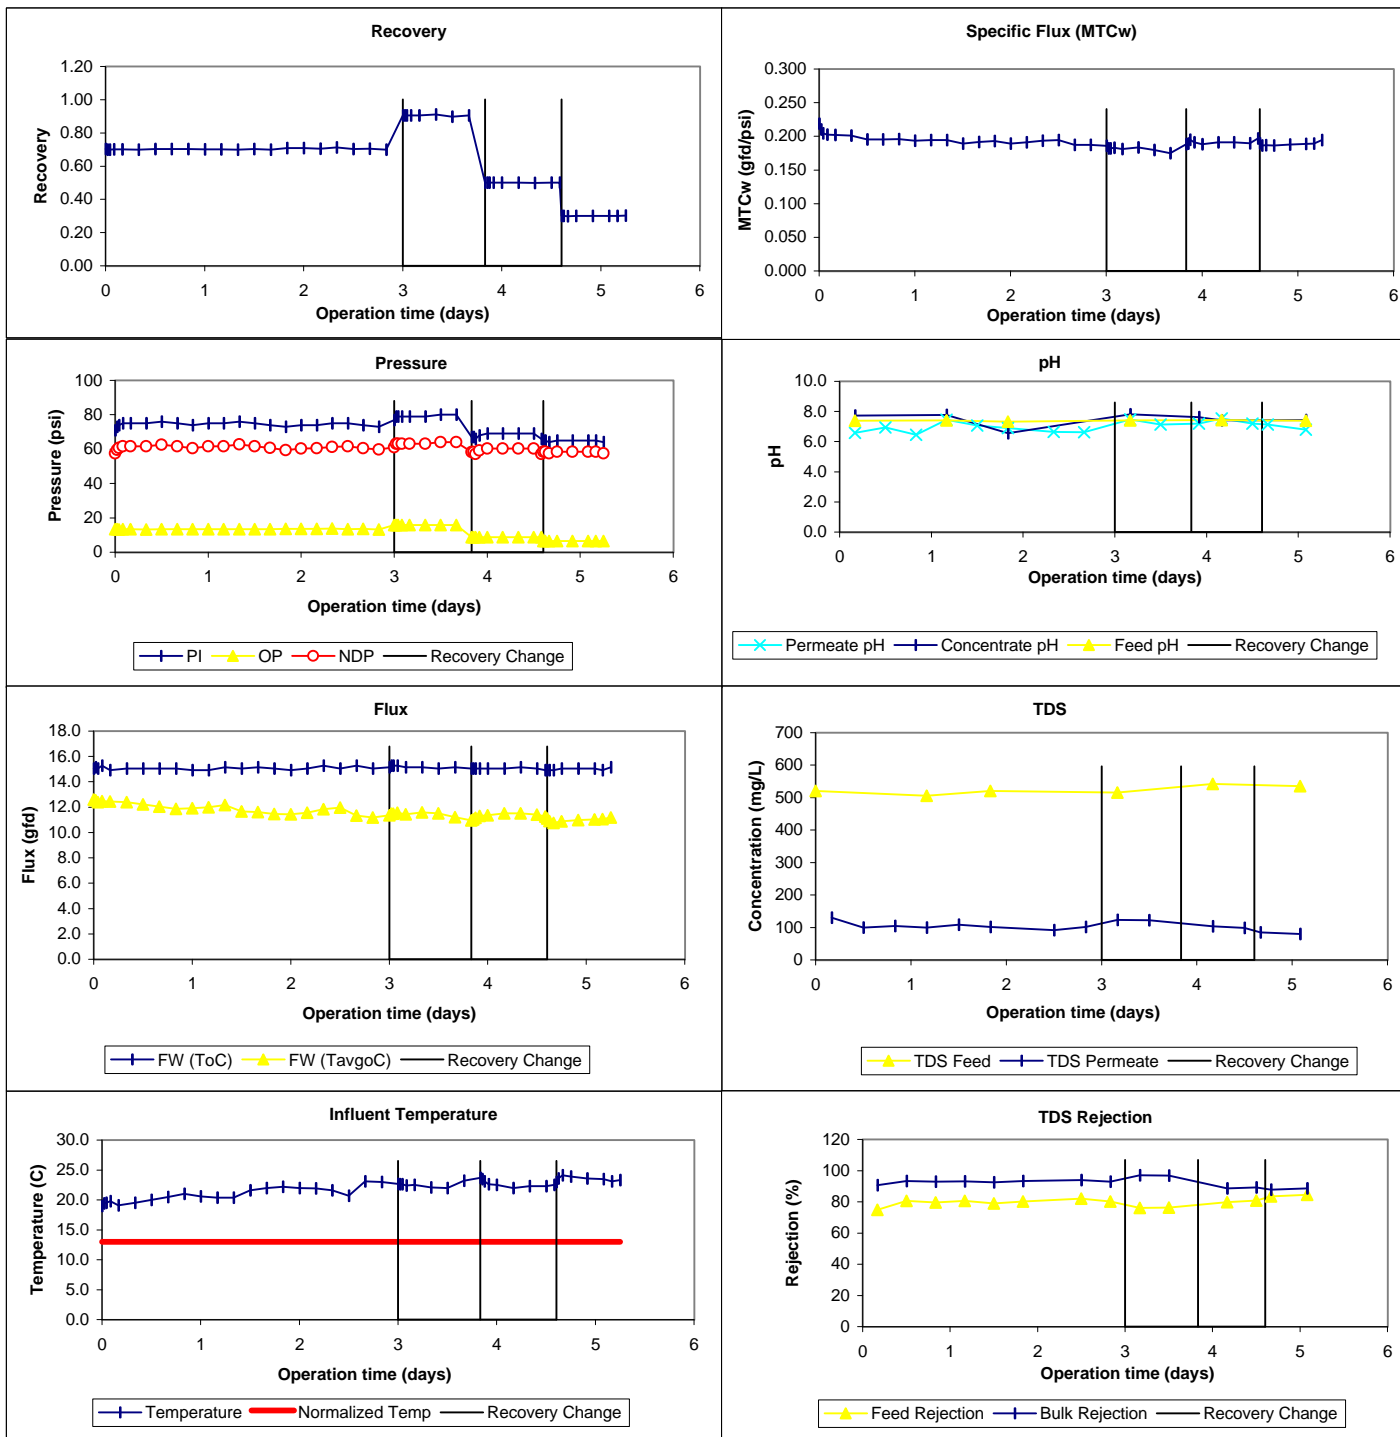 Recovery
1.20
1.00
0.80
0.60
0.40
0.20
0.00
Recovery
0 1 2 3 4 5 6
Operation time (days)
Specific Flux (MTCw)
0.300
0.250
0.200
0.150
0.100
0.050
0.000
MTCw (gfd/psi)
0 1 2 3 4 5 6
Operation time (days)
Pressure
100
80
60
40
20
0
Pressure (psi)
0 1 2 3 4 5 6
Operation time (days)
PI OP NDP Recovery Change
pH
10.0
8.0
6.0
4.0
2.0
0.0
pH
0 1 2 3 4 5 6
Operation time (days)
Permeate pH Concentrate pH Feed pH Recovery Change
Flux
18.0
16.0
14.0
12.0
10.0
8.0
6.0
4.0
2.0
0.0
Flux (gfd)
0 1 2 3 4 5 6
Operation time (days)
FW (ToC) FW (TavgoC) Recovery Change
TDS
700
600
500
400
300
200
100
0
Concentration (mg/L)
0 1 2 3 4 5 6
Operation time (days)
TDS Feed TDS Permeate Recovery Change
Influent Temperature
30.0
25.0
20.0
15.0
10.0
5.0
0.0
Temperature (C)
0 1 2 3 4 5 6
Operation time (days)
Temperature Normalized Temp Recovery Change
TDS Rejection
120
100
80
60
40
20
0
Rejection (%)
0 1 2 3 4 5 6
Operation time (days)
Feed Rejection Bulk Rejection Recovery Change